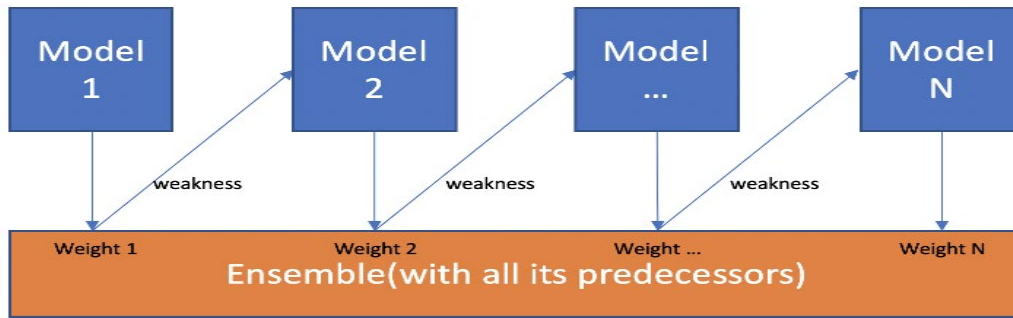 Model
1
Model
2
Model
...
Model
N
weakness
weakness
weakness
Weight 1
Weight 2
Weight ...
Weight N
Ensemble(with all its predecessors)